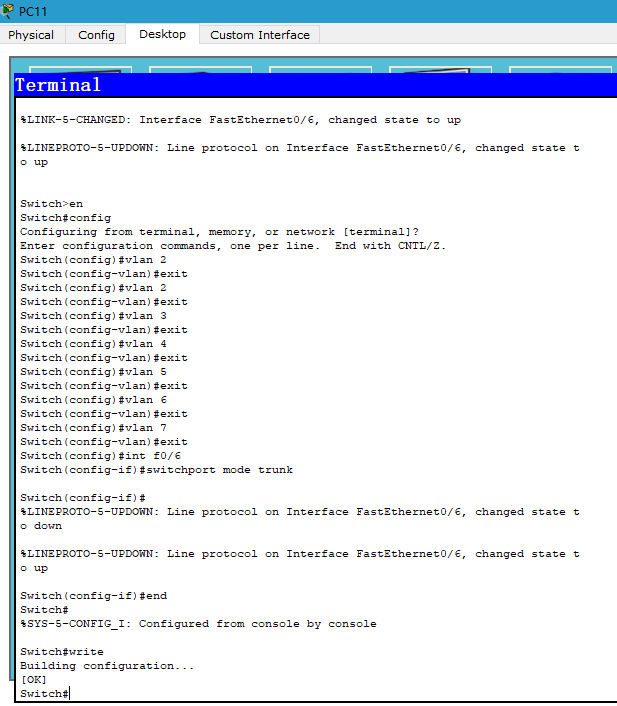 PC11
Physical Config Desktop Custom Interface
Terminal
%LINK-5-CHANGED: Interface FastEthernet0/6, changed state to up
%LINEPROTO-5-UPDOWN: Line protocol on Interface FastEthernet0/6, changed state t
o up
Switch>en
Switch#config
Configuring from terminal, memory, or network [terminal]?
Enter configuration commands, one per line.  End with CNTL/Z.
Switch(config)#vlan 2
Switch(config-vlan)#exit
Switch(config)#vlan 2
Switch(config-vlan)#exit
Switch(config)#vlan 3
Switch(config-vlan)#exit
Switch(config)#vlan 4
Switch(config-vlan)#exit
Switch(config)#vlan 5
Switch(config-vlan)#exit
Switch(config)#vlan 6
Switch(config-vlan)#exit
Switch(config)#vlan 7
Switch(config-vlan)#exit
Switch(config)#int f0/6
Switch(config-if)#switchport mode trunk
Switch(config-if)#
%LINEPROTO-5-UPDOWN: Line protocol on Interface FastEthernet0/6, changed state t
o down
%LINEPROTO-5-UPDOWN: Line protocol on Interface FastEthernet0/6, changed state t
o up
Switch(config-if)#end
Switch#
%SYS-5-CONFIG_I: Configured from console by console
Switch#write
Building configuration...
[OK]
Switch#